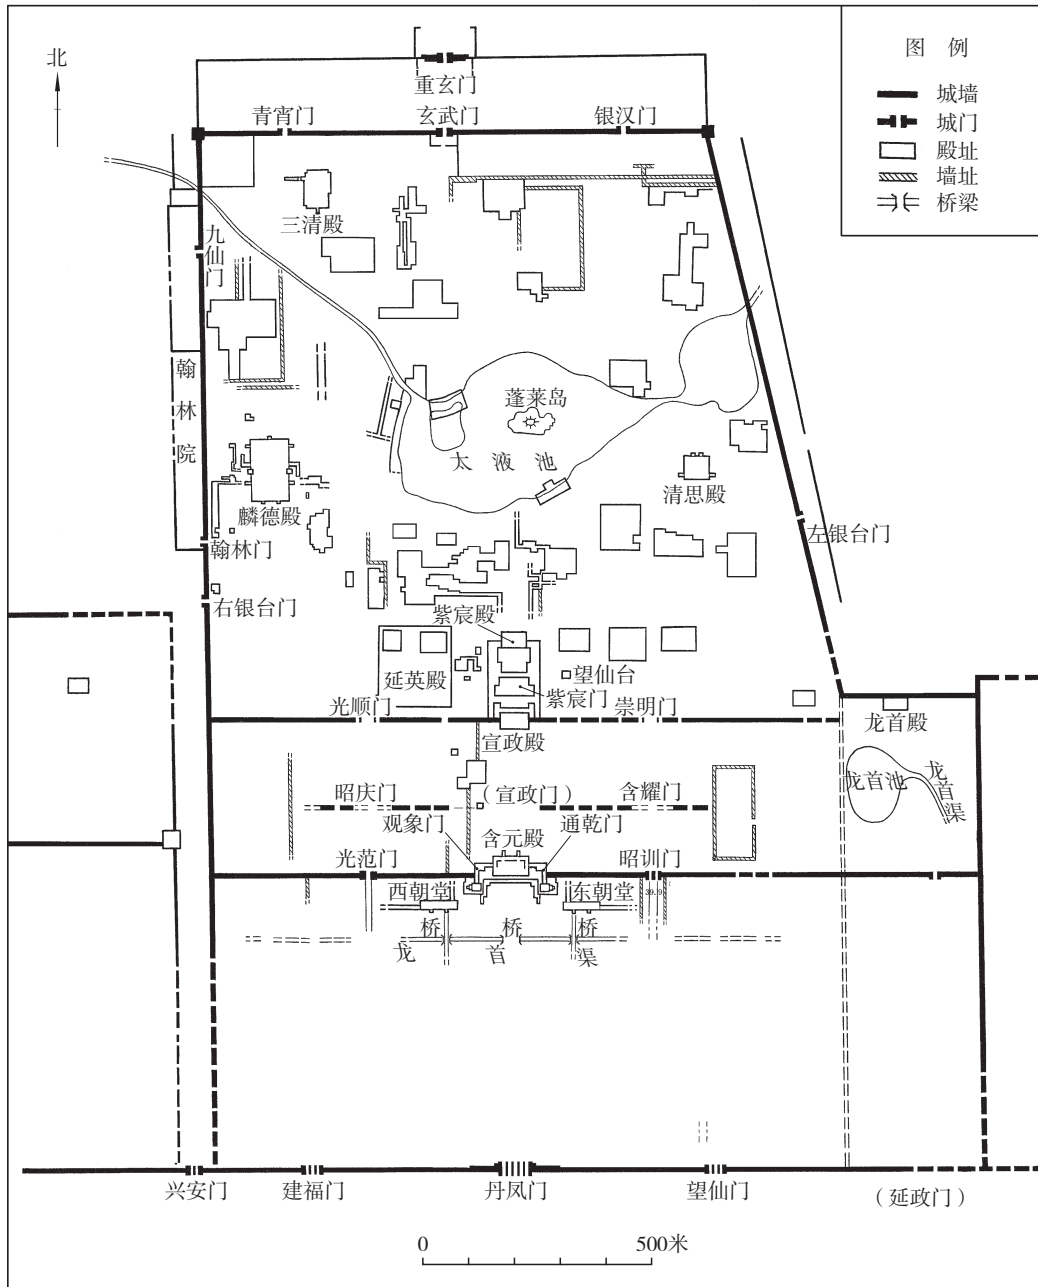 北
图 例
城墙
城门
殿址
墙址
桥梁
重玄门
青宵门
玄武门
银汉门
三清殿
九仙门
翰林院
蓬莱岛
太液池
清思殿
麟德殿
翰林门
左银台门
右银台门
紫宸殿
延英殿
望仙台
紫宸门
光顺门
崇明门
宣政殿
龙首殿
龙首池
龙首渠
昭庆门
（宣政门）
含耀门
观象门
含元殿
通乾门
光范门
昭训门
西朝堂
东朝堂
39.9
桥
桥
桥
龙首渠
兴安门
建福门
丹凤门
望仙门
（延政门）
0
500米